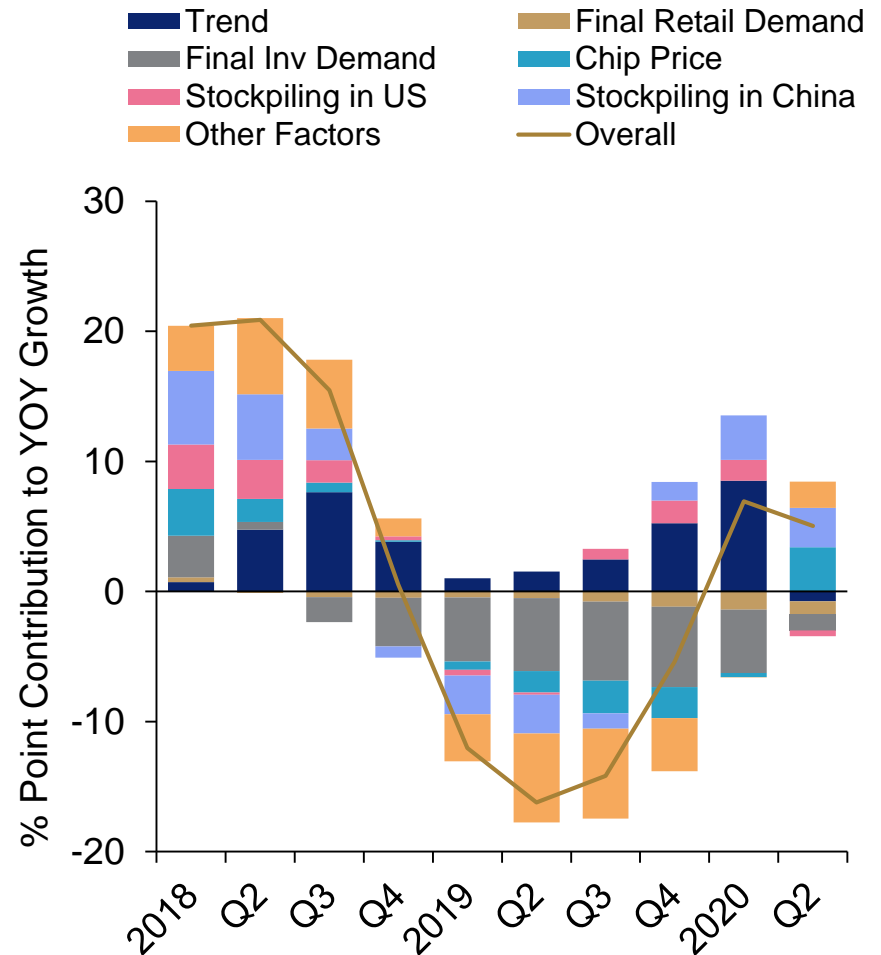 Trend
Final Retail Demand
Final Inv Demand
Chip Price
Stockpiling in US
Stockpiling in China
Other Factors
Overall
% Point Contribution to YOY Growth
30
20
10
0
-10
-20
2018
Q2
Q3
Q4
2019
Q2
Q3
Q4
2020
Q2